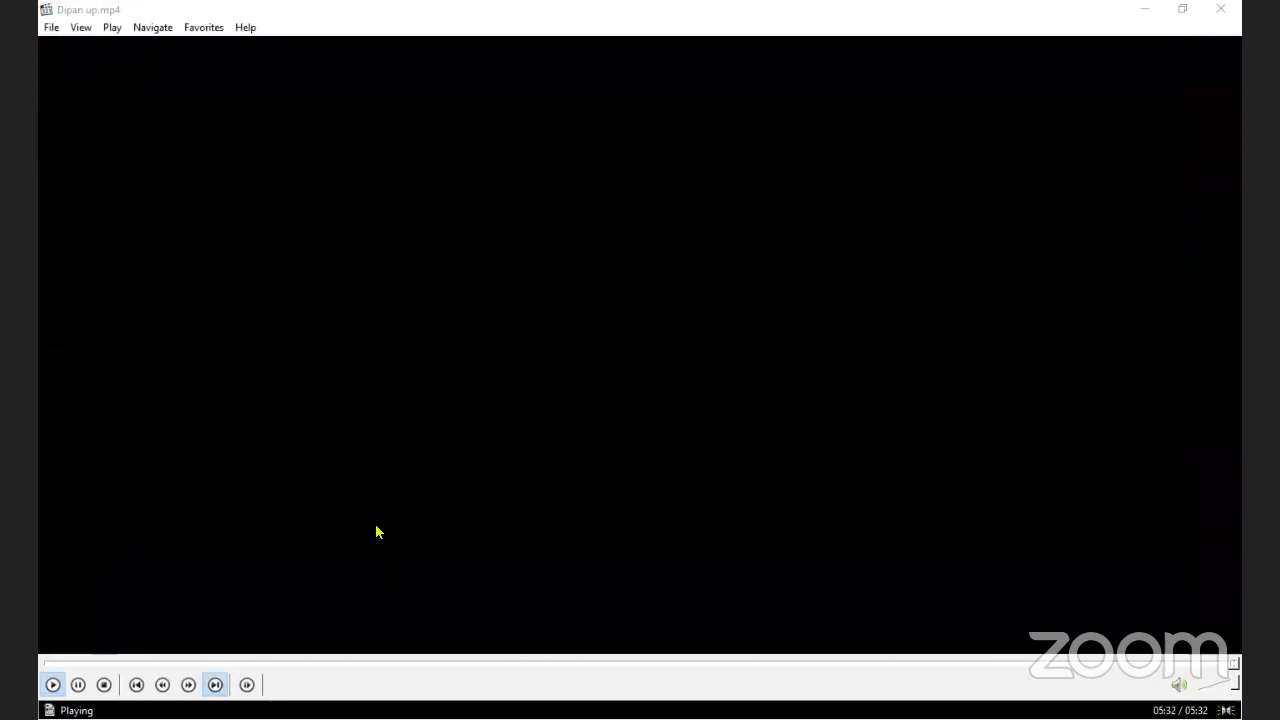 Dipan up.mp4
File View Play Navigate Favorites Help
zoom
Playing
05:32 / 05:32